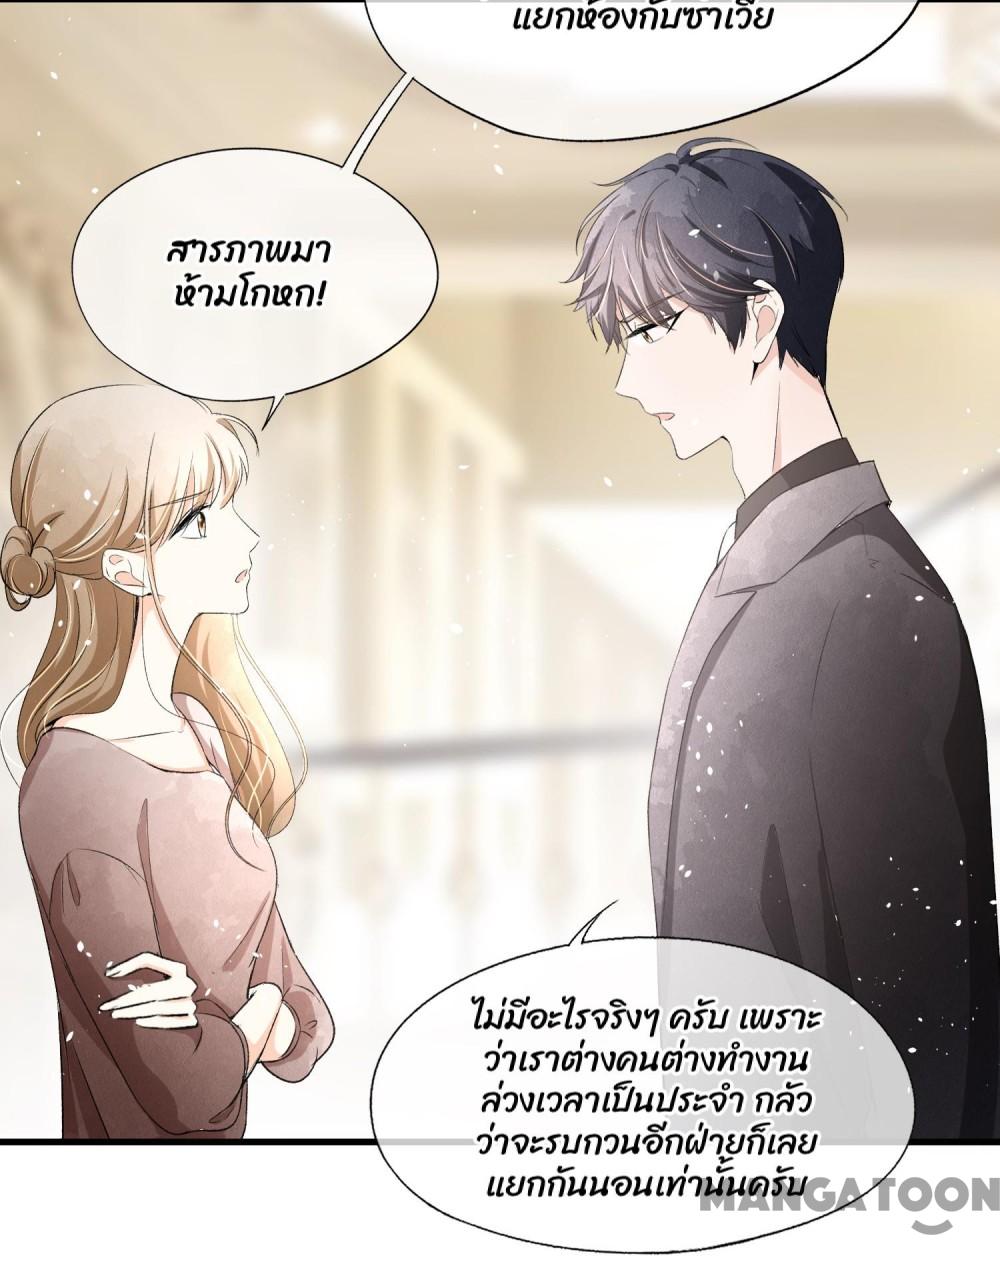 แยกห้องกับซาเวีย
สารภาพมา
ห้ามโกหก!
ไม่มีอะไรจริงๆ ครับ เพราะ
ว่าเราต่างคนต่างทำงาน
ล่วงเวลาเป็นประจำ กลัว
ว่าจะรบกวนอีกฝ่ายก็เลย
แยกกันนอนเท่านั้นครับ
MANGATOON